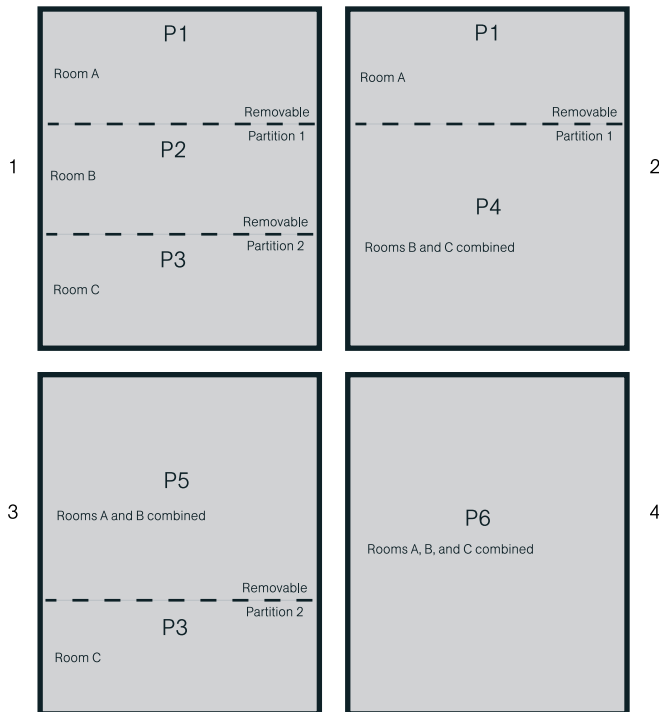 P1
Room A
Removable
Partition 1
P2
Room B
Removable
Partition 2
P3
Room C
1
P1
Room A
Removable
Partition 1
P4
Rooms B and C combined
2
P5
Rooms A and B combined
Removable
Partition 2
P3
Room C
3
P6
Rooms A, B, and C combined
4